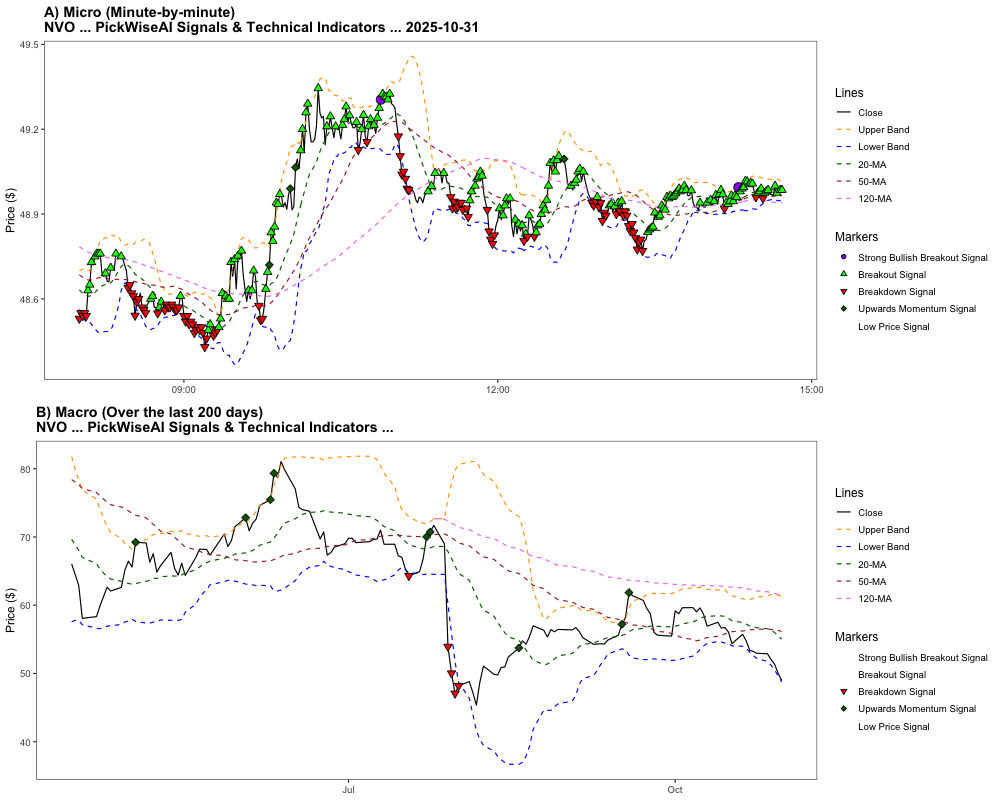 A) Micro (Minute-by-minute)
NVO ... PickWiseAI Signals & Technical Indicators ... 2025-10-31
49.5
49.2
48.9
48.6
Price ($)
09:00
12:00
15:00
Lines
Close
Upper Band
Lower Band
20-MA
50-MA
120-MA
Markers
Strong Bullish Breakout Signal
Breakout Signal
Breakdown Signal
Upwards Momentum Signal
Low Price Signal
B) Macro (Over the last 200 days)
NVO ... PickWiseAI Signals & Technical Indicators ...
80
70
60
50
40
Price ($)
Jul
Oct
Lines
Close
Upper Band
Lower Band
20-MA
50-MA
120-MA
Markers
Strong Bullish Breakout Signal
Breakout Signal
Breakdown Signal
Upwards Momentum Signal
Low Price Signal